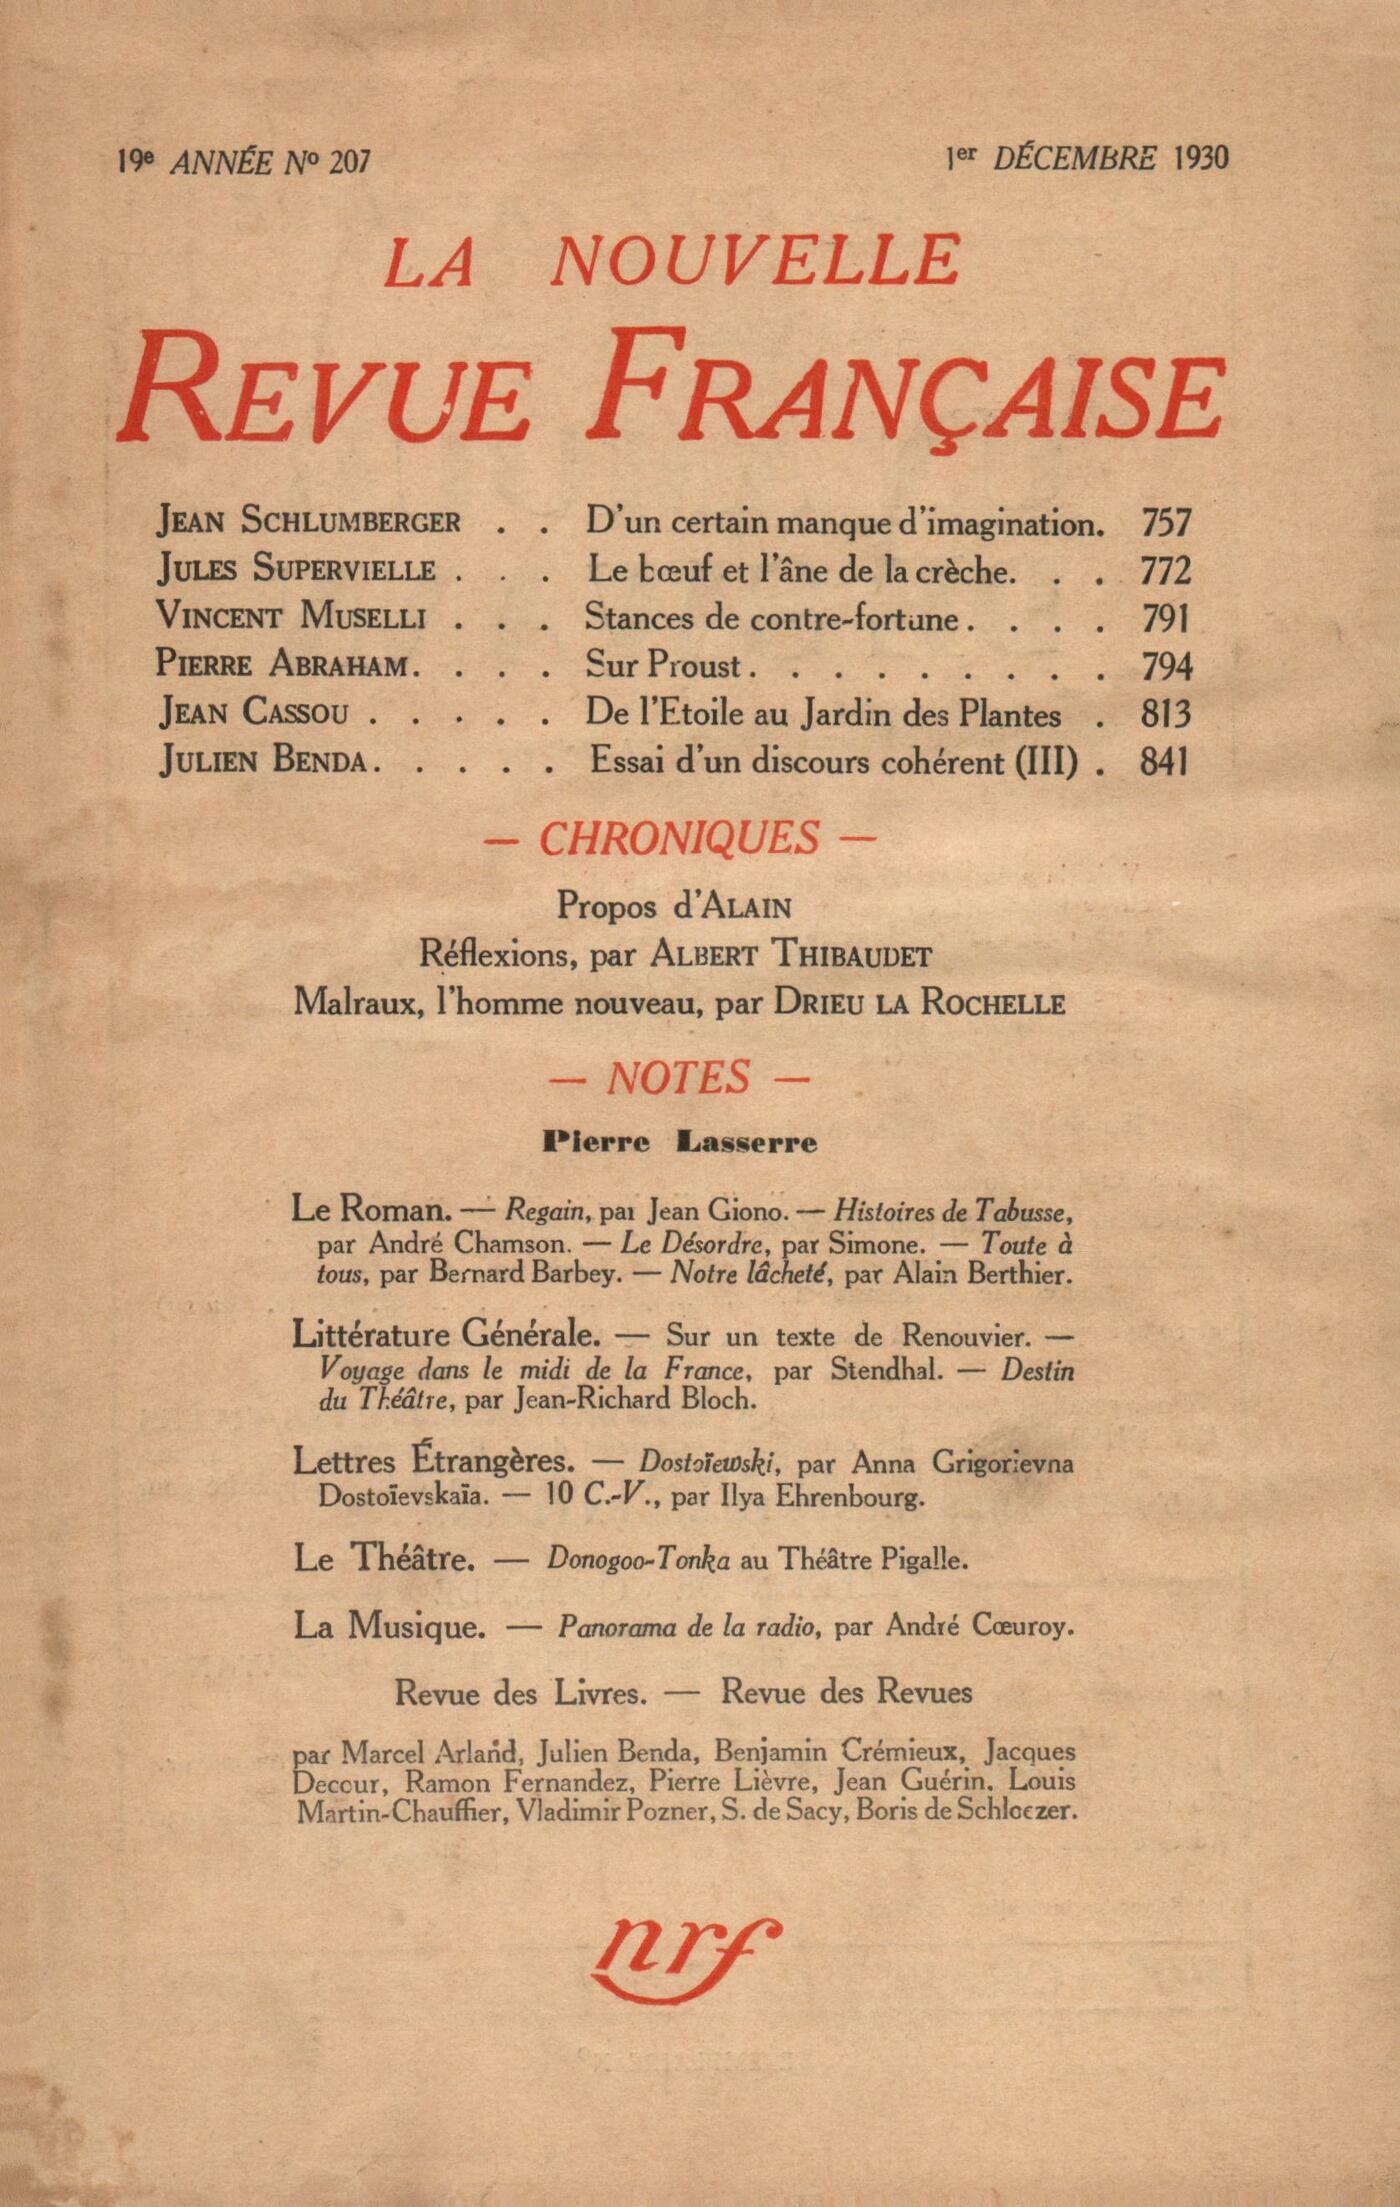 19e ANNÉE No 207
1er DÉCEMBRE 1930
LA NOUVELLE
REVUE FRANÇAISE
JEAN SCHLUMBERGER . . D'un certain manque d'imagination. 757
JULES SUPERVIELLE . . . Le bœuf et l'âne de la crèche. . . 772
VINCENT MUSELLI . . . Stances de contre-fortune . . . . 791
PIERRE ABRAHAM. . . . Sur Proust . . . . . . . . . 794
JEAN CASSOU . . . . . De l'Etoile au Jardin des Plantes . 813
JULIEN BENDA. . . . . Essai d'un discours cohérent (III) . 841
— CHRONIQUES —
Propos d'ALAIN
Réflexions, par ALBERT THIBAUDET
Malraux, l'homme nouveau, par DRIEU LA ROCHELLE
— NOTES —
Pierre Lasserre
Le Roman. — Regain, par Jean Giono. — Histoires de Tabusse,
par André Chamson. — Le Désordre, par Simone. — Toute à
tous, par Bernard Barbey. — Notre lâcheté, par Alain Berthier.
Littérature Générale. — Sur un texte de Renouvier. —
Voyage dans le midi de la France, par Stendhal. — Destin
du Théâtre, par Jean-Richard Bloch.
Lettres Étrangères. — Dostoïewski, par Anna Grigorievna
Dostoïevskaïa. — 10 C.-V., par Ilya Ehrenbourg.
Le Théâtre. — Donogoo-Tonka au Théâtre Pigalle.
La Musique. — Panorama de la radio, par André Cœuroy.
Revue des Livres. — Revue des Revues
par Marcel Arland, Julien Benda, Benjamin Crémieux, Jacques
Decour, Ramon Fernandez, Pierre Lièvre, Jean Guérin, Louis
Martin-Chauffier, Vladimir Pozner, S. de Sacy, Boris de Schloezer.
nrf